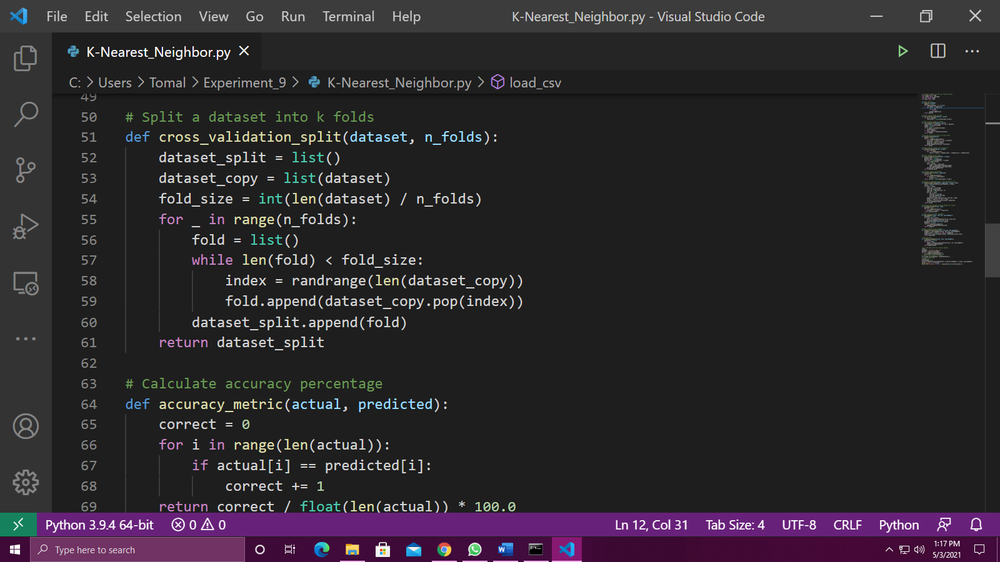 File Edit Selection View Go Run Terminal Help K-Nearest_Neighbor.py - Visual Studio Code
K-Nearest_Neighbor.py
C: > Users > Tomal > Experiment_9 > K-Nearest_Neighbor.py > load_csv
49
50 # Split a dataset into k folds
51 def cross_validation_split(dataset, n_folds):
52     dataset_split = list()
53     dataset_copy = list(dataset)
54     fold_size = int(len(dataset) / n_folds)
55     for _ in range(n_folds):
56         fold = list()
57         while len(fold) < fold_size:
58             index = randrange(len(dataset_copy))
59             fold.append(dataset_copy.pop(index))
60         dataset_split.append(fold)
61     return dataset_split
62
63 # Calculate accuracy percentage
64 def accuracy_metric(actual, predicted):
65     correct = 0
66     for i in range(len(actual)):
67         if actual[i] == predicted[i]:
68             correct += 1
69     return correct / float(len(actual)) * 100.0
Python 3.9.4 64-bit 0 0 Ln 12, Col 31 Tab Size: 4 UTF-8 CRLF Python
Type here to search
1:17 PM
5/3/2021